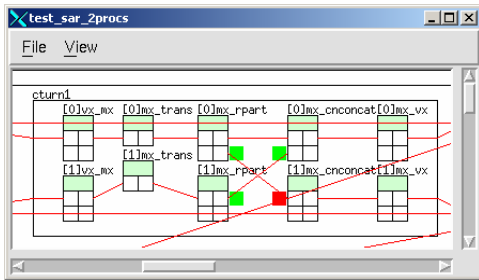 test_sar_2procs
File View
cturn1
[0]vx_mx [0]mx_trans [0]mx_rpart [0]mx_cnconcat [0]mx_vx
[1]mx_trans
[1]vx_mx [1]mx_rpart [1]mx_cnconcat [1]mx_vx